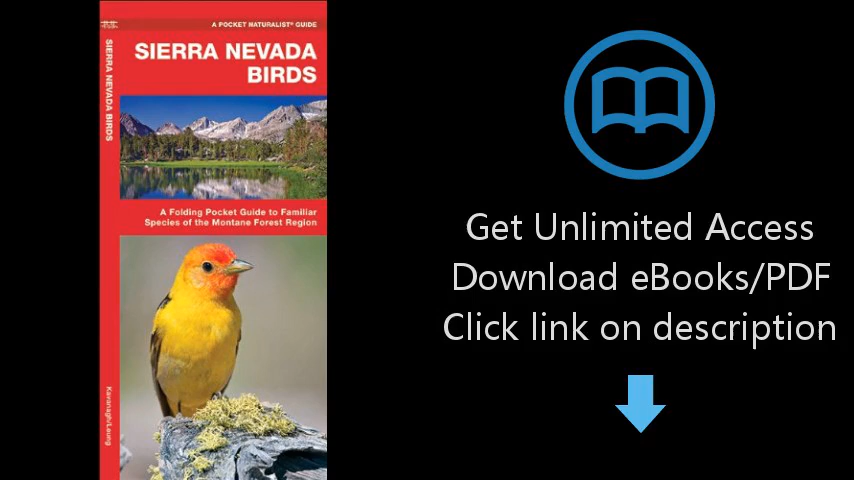 A POCKET NATURALIST® GUIDE
SIERRA NEVADA
BIRDS
SIERRA NEVADA BIRDS
A Folding Pocket Guide to Familiar
Species of the Montane Forest Region
Kavanagh/Leung
Get Unlimited Access
Download eBooks/PDF
Click link on description